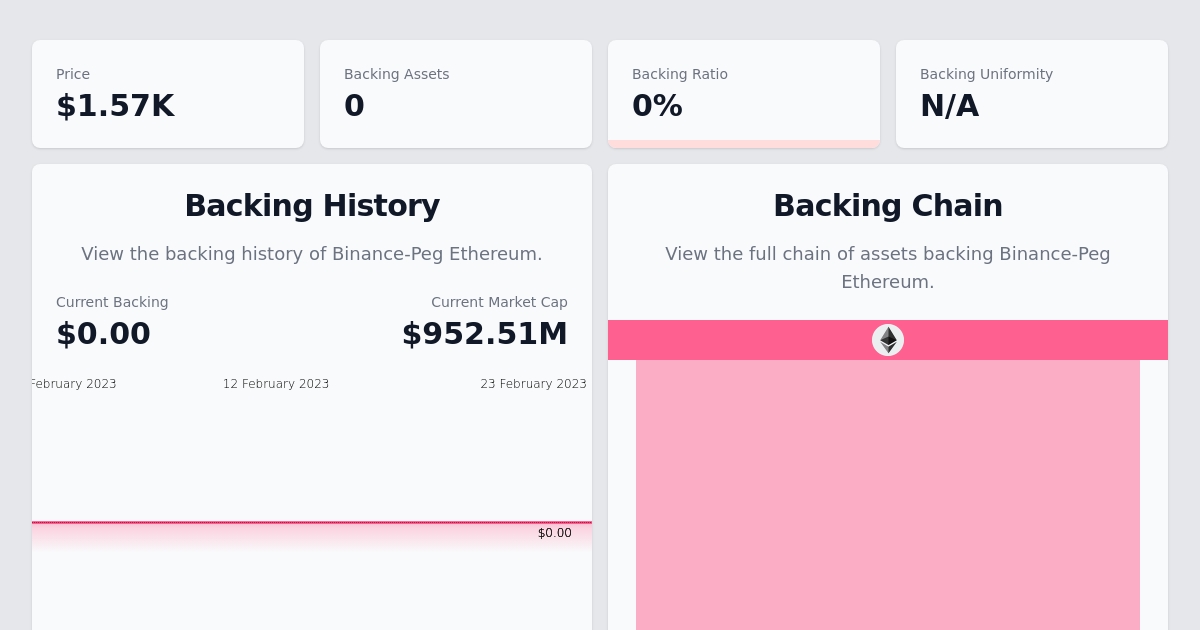 Price
$1.57K
Backing Assets
0
Backing Ratio
0%
Backing Uniformity
N/A
Backing History
View the backing history of Binance-Peg Ethereum.
Current Backing
$0.00
Current Market Cap
$952.51M
February 2023
12 February 2023
23 February 2023
$0.00
Backing Chain
View the full chain of assets backing Binance-Peg
Ethereum.